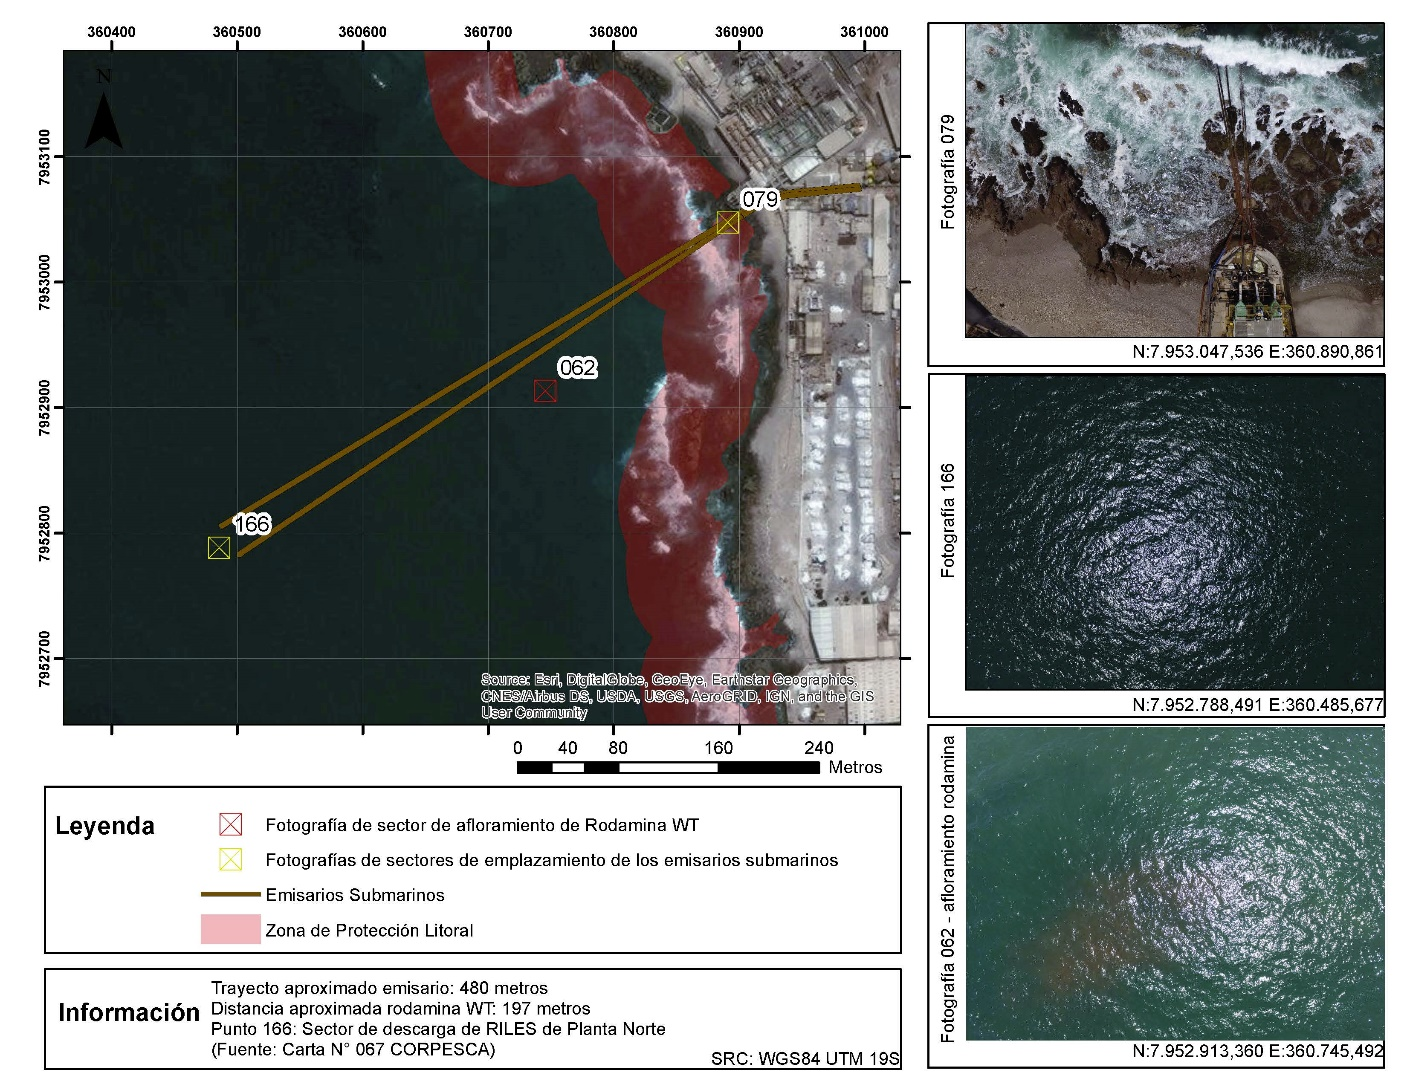 360400 360500 360600 360700 360800 360900 361000
N
7953100
7953000
7952900
7952800
7952700
079
062
166
Source: Esri, DigitalGlobe, GeoEye, Earthstar Geographics,
CNES/Airbus DS, USDA, USGS, AeroGRID, IGN, and the GIS
User Community
0 40 80 160 240
Metros
Leyenda
Fotografía de sector de afloramiento de Rodamina WT
Fotografías de sectores de emplazamiento de los emisarios submarinos
Emisarios Submarinos
Zona de Protección Litoral
Información
Trayecto aproximado emisario: 480 metros
Distancia aproximada rodamina WT: 197 metros
Punto 166: Sector de descarga de RILES de Planta Norte
(Fuente: Carta N° 067 CORPESCA)
SRC: WGS84 UTM 19S
Fotografía 079
N:7.953.047,536 E:360.890,861
Fotografía 166
N:7.952.788,491 E:360.485,677
Fotografía 062 - afloramiento rodamina
N:7.952.913,360 E:360.745,492